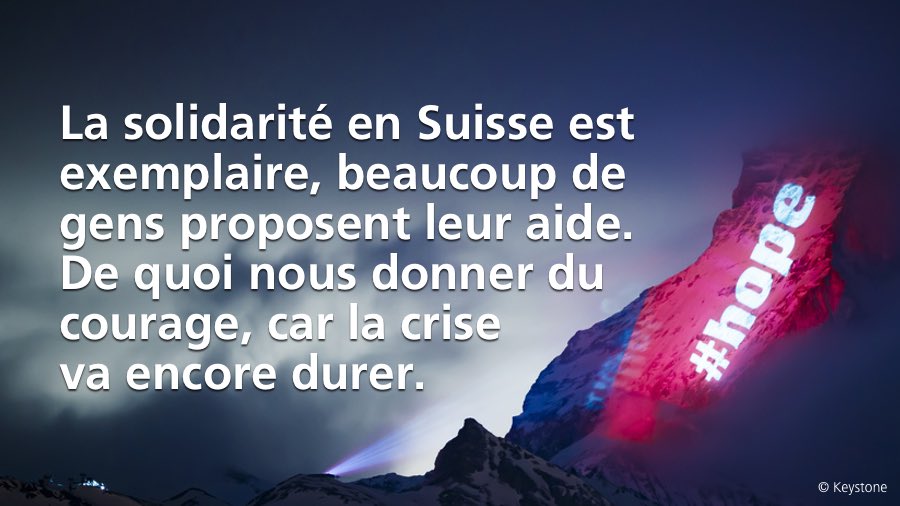 La solidarité en Suisse est
exemplaire, beaucoup de
gens proposent leur aide.
De quoi nous donner du
courage, car la crise
va encore durer.
#hope
© Keystone